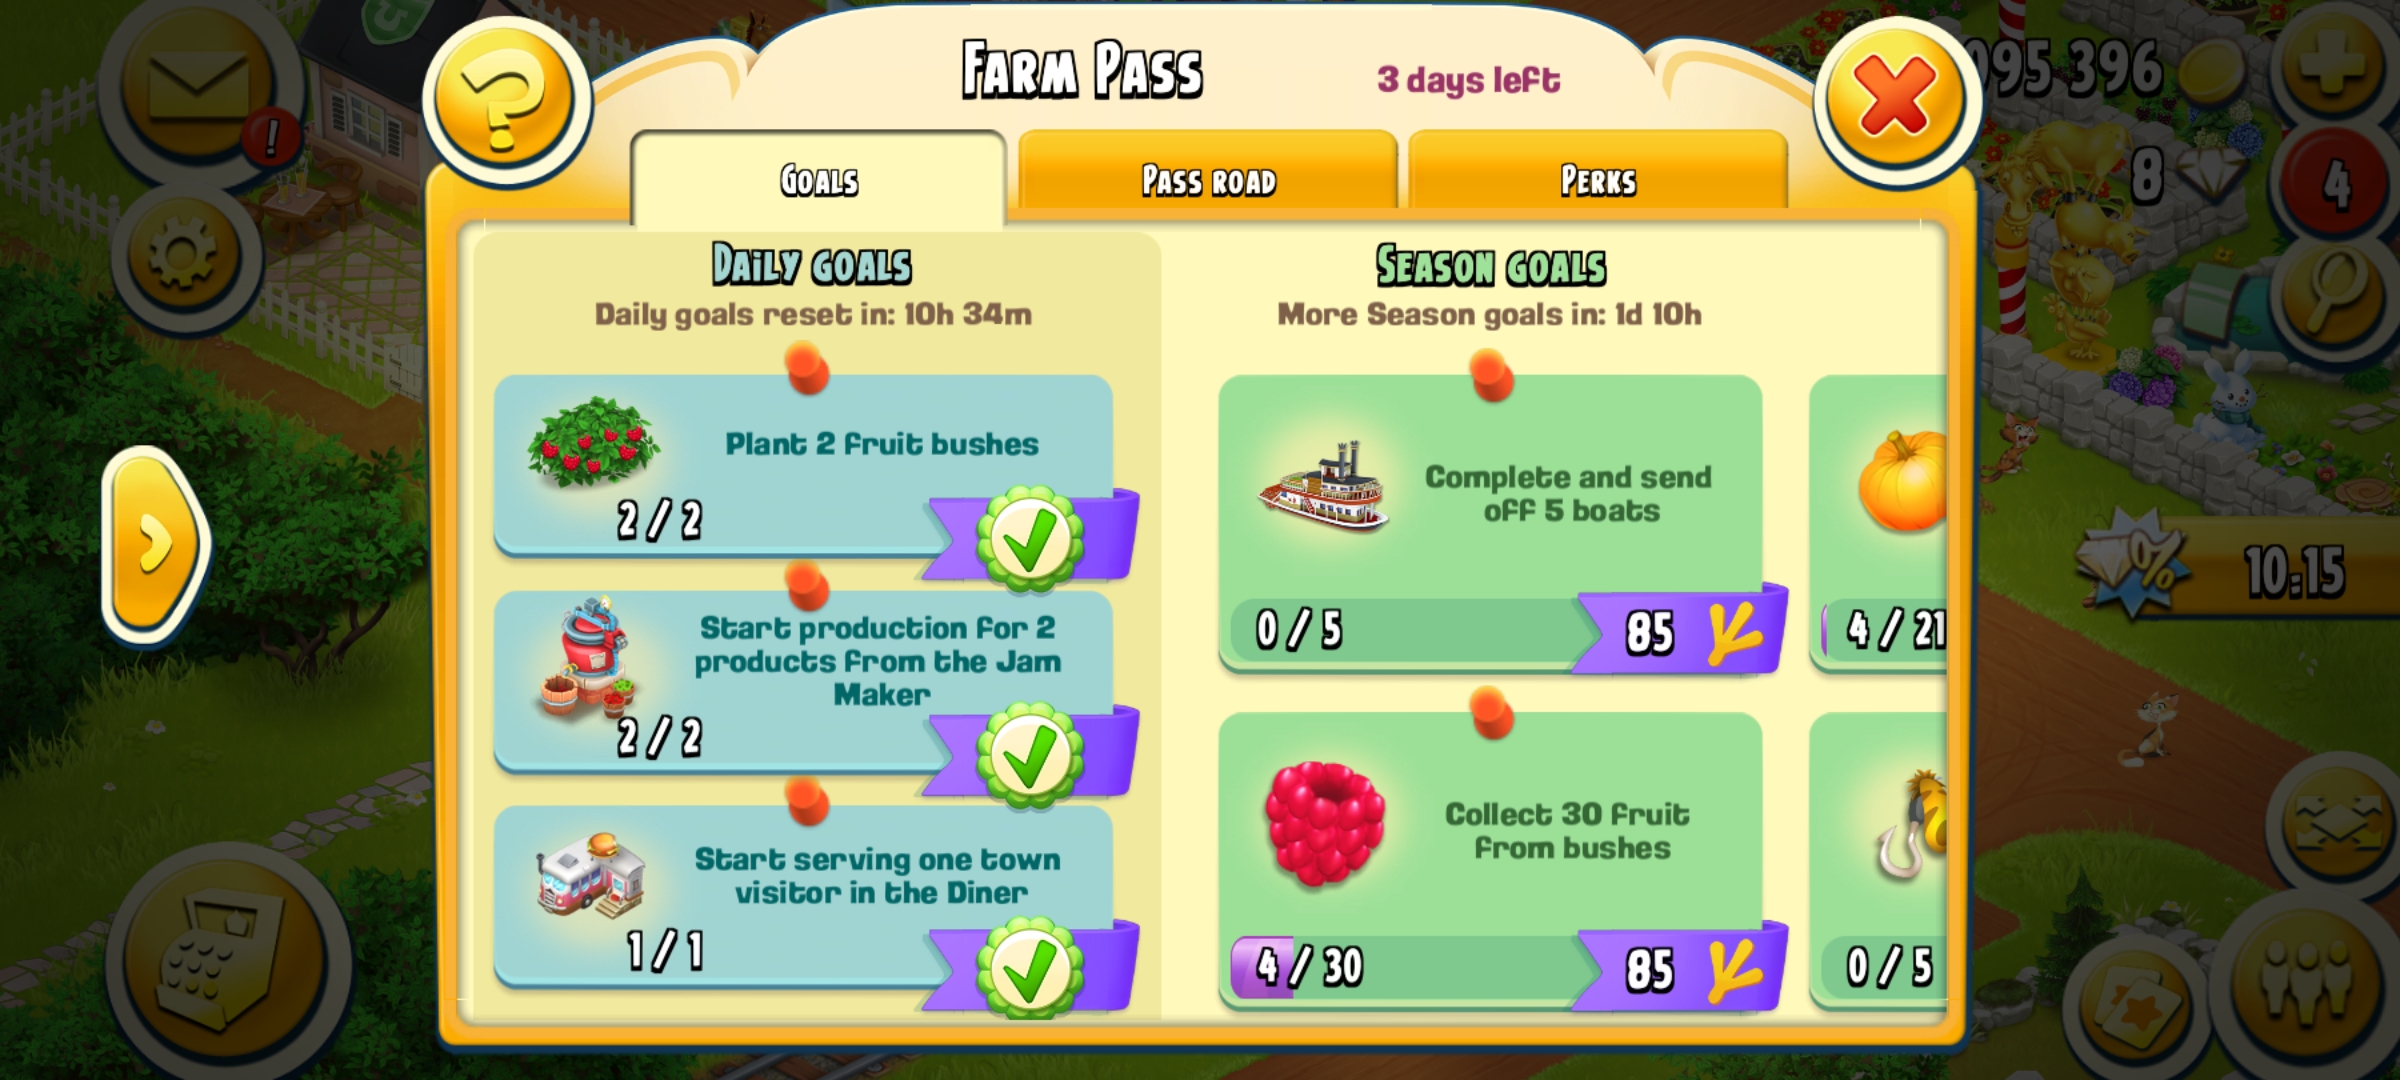 FARM PASS
3 days left
GOALS
PASS ROAD
PERKS
DAILY GOALS
Daily goals reset in: 10h 34m
Plant 2 fruit bushes
2 / 2
Start production for 2
products from the Jam
Maker
2 / 2
Start serving one town
visitor in the Diner
1 / 1
SEASON GOALS
More Season goals in: 1d 10h
Complete and send
off 5 boats
0 / 5
85
4 / 21
Collect 30 fruit
from bushes
4 / 30
85
0 / 5
!
095 396
8
4
%
10:15